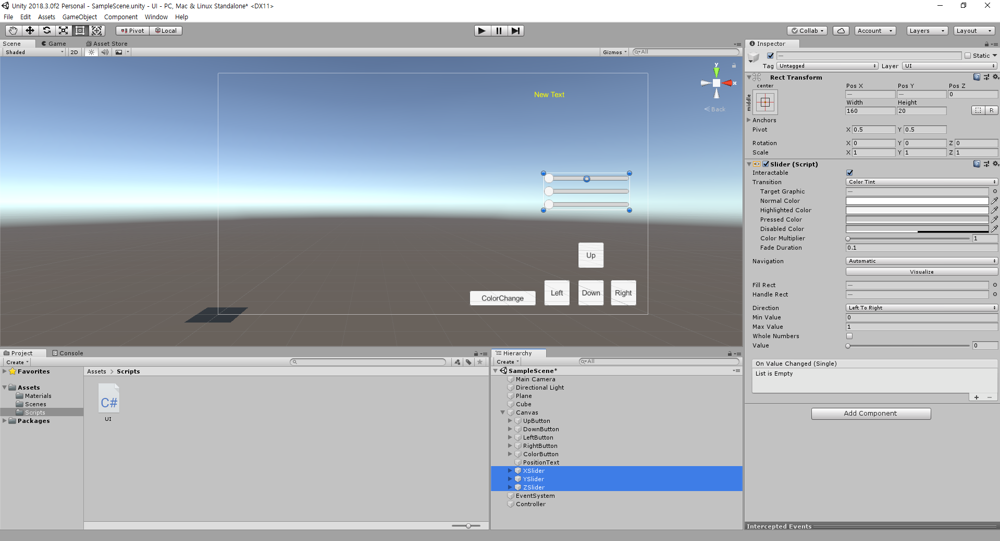 Unity 2018.3.0f2 Personal - SampleScene.unity - UI - PC, Mac & Linux Standalone* <DX11>
File Edit Assets GameObject Component Window Help
Pivot Local Collab Account Layers Layout
Scene Game Asset Store
Shaded 2D Gizmos All
y
x
Back
New Text
Up
Left Down Right
ColorChange
Inspector
— Static
Tag Untagged Layer UI
Rect Transform
center
middle
Pos X Pos Y Pos Z
— — 0
Width Height
160 20 R
Anchors
Pivot X 0.5 Y 0.5
Rotation X 0 Y 0 Z 0
Scale X 1 Y 1 Z 1
Slider (Script)
Interactable
Transition Color Tint
Target Graphic —
Normal Color
Highlighted Color
Pressed Color
Disabled Color
Color Multiplier 1
Fade Duration 0.1
Navigation Automatic
Visualize
Fill Rect —
Handle Rect —
Direction Left To Right
Min Value 0
Max Value 1
Whole Numbers
Value 0
On Value Changed (Single)
List is Empty
+ −
Add Component
Intercepted Events
Project Console
Create
Favorites
Assets
Materials
Scenes
Scripts
Packages
Assets > Scripts
C#
UI
Hierarchy
Create All
SampleScene*
Main Camera
Directional Light
Plane
Cube
Canvas
UpButton
DownButton
LeftButton
RightButton
ColorButton
PositionText
XSlider
YSlider
ZSlider
EventSystem
Controller